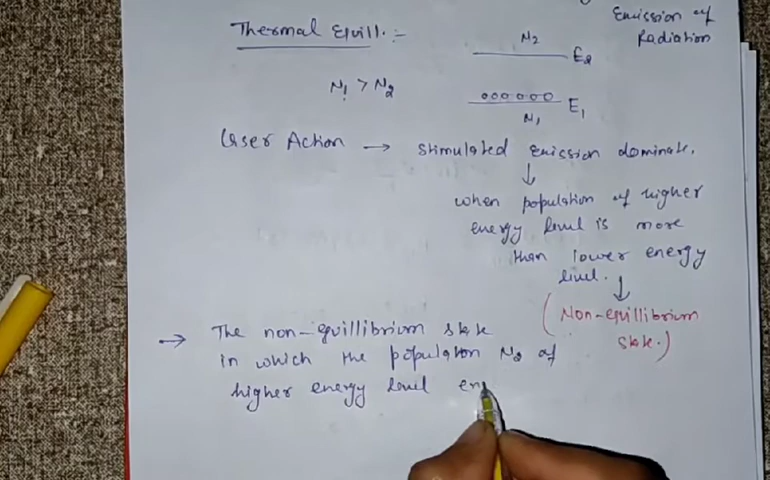 Emission of
Radiation
Thermal Equill. :-
N2
E2
N1 > N2
E1
N1
Laser Action → stimulated emission dominate.
↓
when population of higher
energy level is more
than lower energy
level.
↓
(Non-equillibrium
state.)
→ The non-equillibrium state
in which the population N2 of
higher energy level en